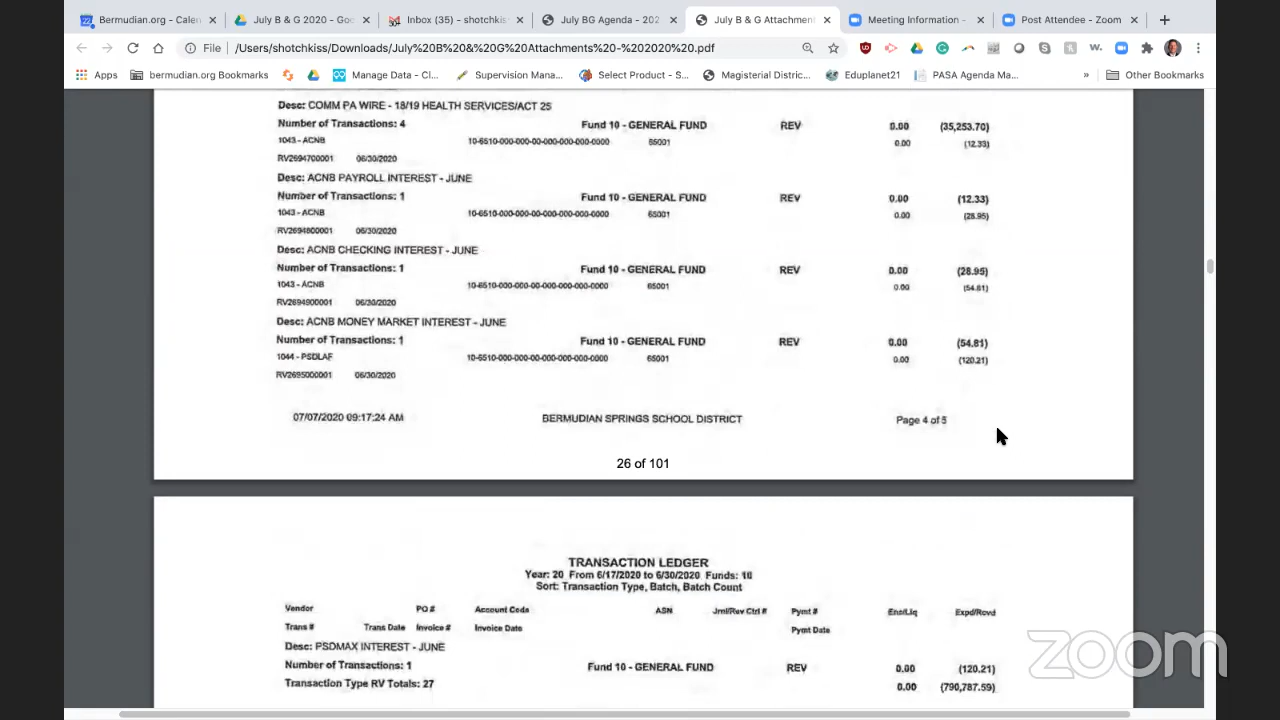 Bermudian.org - Caler
July B & G 2020 - Goo
Inbox (35) - shotchkiss
July BG Agenda - 202
July B & G Attachment
Meeting Information -
Post Attendee - Zoom
File /Users/shotchkiss/Downloads/July%20B%20&%20G%20Attachments%20-%202020%20.pdf
Apps bermudian.org Bookmarks Manage Data - Cl... Supervision Mana... Select Product - S... Magisterial Distric... Eduplanet21 PASA Agenda Ma... » Other Bookmarks
Desc: COMM PA WIRE - 18/19 HEALTH SERVICES/ACT 25
Number of Transactions: 4 Fund 10 - GENERAL FUND REV 0.00 (35,253.70)
1043 - ACNB 10-6510-000-000-00-000-000-000-0000 65001 0.00 (12.33)
RV2694700001 06/30/2020
Desc: ACNB PAYROLL INTEREST - JUNE
Number of Transactions: 1 Fund 10 - GENERAL FUND REV 0.00 (12.33)
1043 - ACNB 10-6510-000-000-00-000-000-000-0000 65001 0.00 (28.95)
RV2694800001 06/30/2020
Desc: ACNB CHECKING INTEREST - JUNE
Number of Transactions: 1 Fund 10 - GENERAL FUND REV 0.00 (28.95)
1043 - ACNB 10-6510-000-000-00-000-000-000-0000 65001 0.00 (54.81)
RV2694900001 06/30/2020
Desc: ACNB MONEY MARKET INTEREST - JUNE
Number of Transactions: 1 Fund 10 - GENERAL FUND REV 0.00 (54.81)
1044 - PSDLAF 10-6510-000-000-00-000-000-000-0000 65001 0.00 (120.21)
RV2695000001 06/30/2020
07/07/2020 09:17:24 AM BERMUDIAN SPRINGS SCHOOL DISTRICT Page 4 of 5
26 of 101
TRANSACTION LEDGER
Year: 20 From 6/17/2020 to 6/30/2020 Funds: 10
Sort: Transaction Type, Batch, Batch Count
Vendor PO # Account Code ASN Jrnl/Rev Ctrl # Pymt # Enc/Liq Expd/Rcvd
Trans # Trans Date Invoice # Invoice Date Pymt Date
Desc: PSDMAX INTEREST - JUNE
Number of Transactions: 1 Fund 10 - GENERAL FUND REV 0.00 (120.21)
Transaction Type RV Totals: 27 0.00 (790,787.59)
zoom